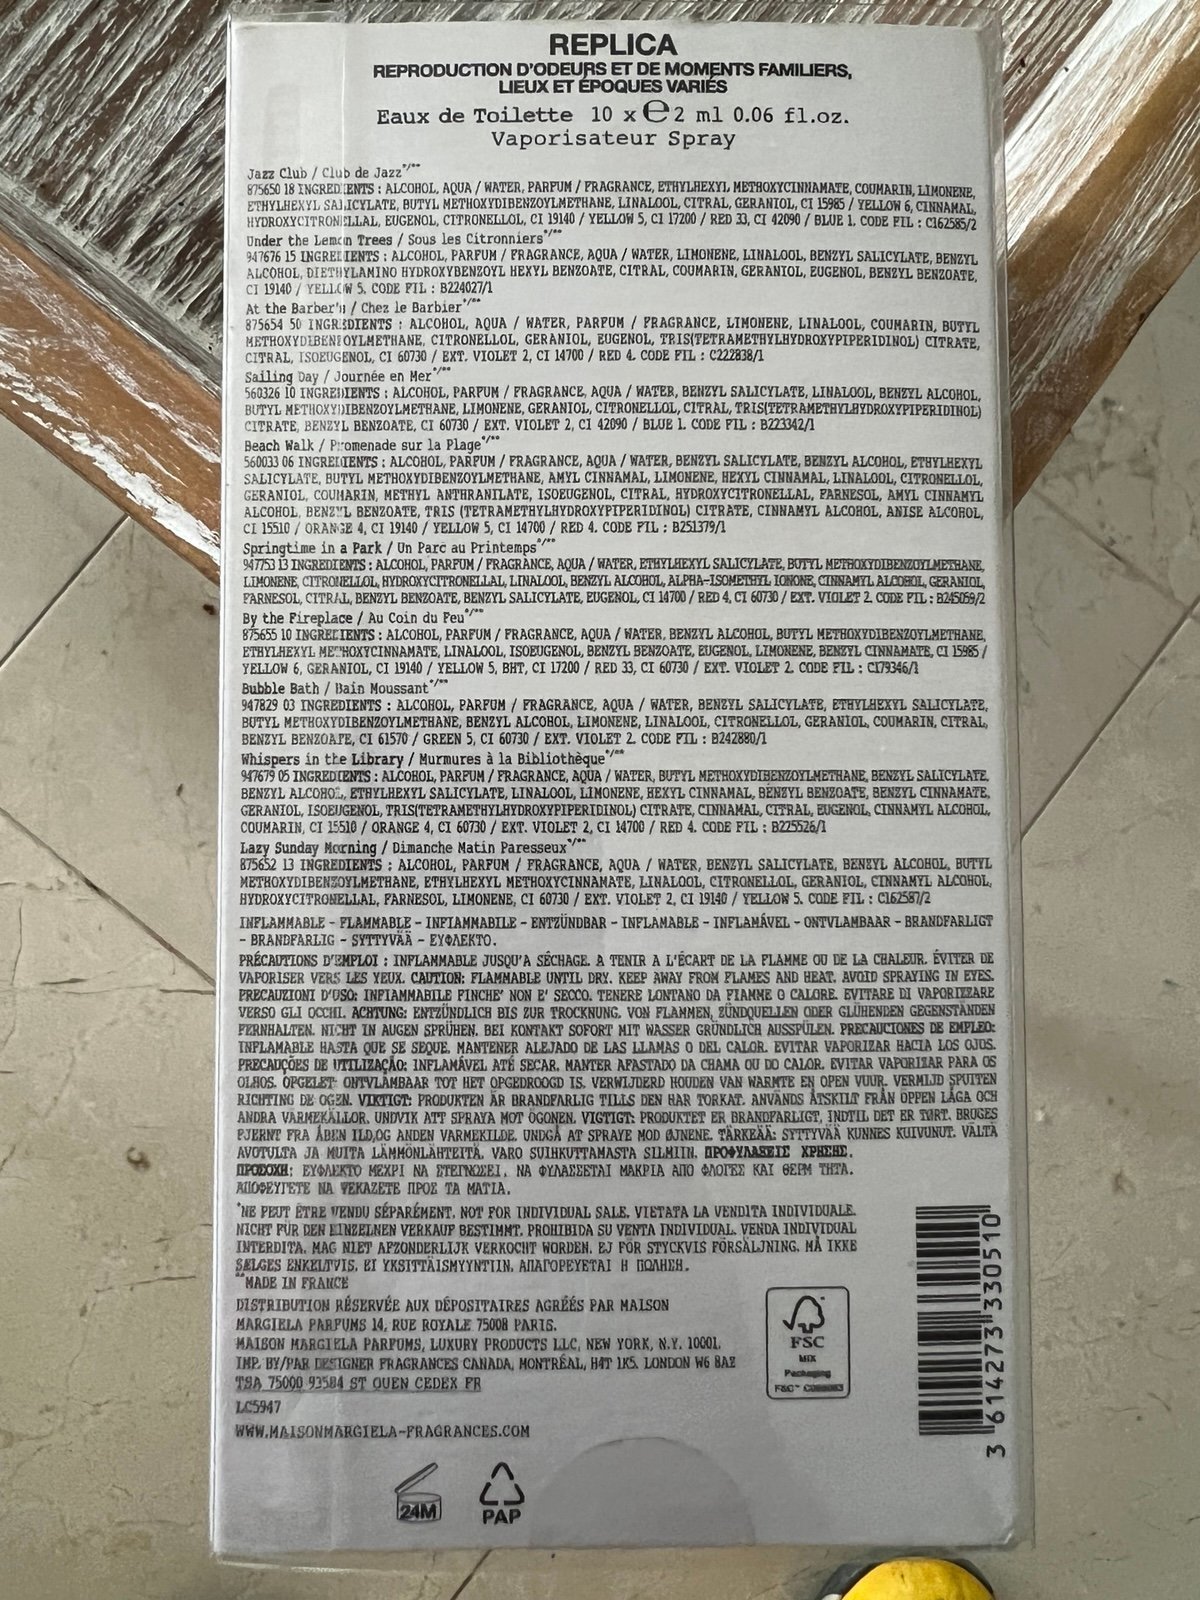 REPLICA
REPRODUCTION D'ODEURS ET DE MOMENTS FAMILIERS,
LIEUX ET ÉPOQUES VARIÉS
Eaux de Toilette 10 x ℮ 2 ml 0.06 fl.oz.
Vaporisateur Spray
Jazz Club / Club de Jazz*/**
875650 18 INGREDIENTS : ALCOHOL, AQUA / WATER, PARFUM / FRAGRANCE, ETHYLHEXYL METHOXYCINNAMATE, COUMARIN, LIMONENE,
ETHYLHEXYL SALICYLATE, BUTYL METHOXYDIBENZOYLMETHANE, LINALOOL, CITRAL, GERANIOL, CI 15985 / YELLOW 6, CINNAMAL,
HYDROXYCITRONELLAL, EUGENOL, CITRONELLOL, CI 19140 / YELLOW 5, CI 17200 / RED 33, CI 42090 / BLUE 1. CODE FIL : C162585/2
Under the Lemon Trees / Sous les Citronniers*/**
947676 15 INGREDIENTS : ALCOHOL, PARFUM / FRAGRANCE, AQUA / WATER, LIMONENE, LINALOOL, BENZYL SALICYLATE, BENZYL
ALCOHOL, DIETHYLAMINO HYDROXYBENZOYL HEXYL BENZOATE, CITRAL, COUMARIN, GERANIOL, EUGENOL, BENZYL BENZOATE,
CI 19140 / YELLOW 5. CODE FIL : B224027/1
At the Barber's / Chez le Barbier*/**
875654 50 INGREDIENTS : ALCOHOL, AQUA / WATER, PARFUM / FRAGRANCE, LIMONENE, LINALOOL, COUMARIN, BUTYL
METHOXYDIBENZOYLMETHANE, CITRONELLOL, GERANIOL, EUGENOL, TRIS(TETRAMETHYLHYDROXYPIPERIDINOL) CITRATE,
CITRAL, ISOEUGENOL, CI 60730 / EXT. VIOLET 2, CI 14700 / RED 4. CODE FIL : C222838/1
Sailing Day / Journée en Mer*/**
560326 10 INGREDIENTS : ALCOHOL, PARFUM / FRAGRANCE, AQUA / WATER, BENZYL SALICYLATE, LINALOOL, BENZYL ALCOHOL,
BUTYL METHOXYDIBENZOYLMETHANE, LIMONENE, GERANIOL, CITRONELLOL, CITRAL, TRIS(TETRAMETHYLHYDROXYPIPERIDINOL)
CITRATE, BENZYL BENZOATE, CI 60730 / EXT. VIOLET 2, CI 42090 / BLUE 1. CODE FIL : B223342/1
Beach Walk / Promenade sur la Plage*/**
560033 06 INGREDIENTS : ALCOHOL, PARFUM / FRAGRANCE, AQUA / WATER, BENZYL SALICYLATE, BENZYL ALCOHOL, ETHYLHEXYL
SALICYLATE, BUTYL METHOXYDIBENZOYLMETHANE, AMYL CINNAMAL, LIMONENE, HEXYL CINNAMAL, LINALOOL, CITRONELLOL,
GERANIOL, COUMARIN, METHYL ANTHRANILATE, ISOEUGENOL, CITRAL, HYDROXYCITRONELLAL, FARNESOL, AMYL CINNAMYL
ALCOHOL, BENZYL BENZOATE, TRIS (TETRAMETHYLHYDROXYPIPERIDINOL) CITRATE, CINNAMYL ALCOHOL, ANISE ALCOHOL,
CI 15510 / ORANGE 4, CI 19140 / YELLOW 5, CI 14700 / RED 4. CODE FIL : B251379/1
Springtime in a Park / Un Parc au Printemps*/**
947753 13 INGREDIENTS : ALCOHOL, PARFUM / FRAGRANCE, AQUA / WATER, ETHYLHEXYL SALICYLATE, BUTYL METHOXYDIBENZOYLMETHANE,
LIMONENE, CITRONELLOL, HYDROXYCITRONELLAL, LINALOOL, BENZYL ALCOHOL, ALPHA-ISOMETHYL IONONE, CINNAMYL ALCOHOL, GERANIOL,
FARNESOL, CITRAL, BENZYL BENZOATE, BENZYL SALICYLATE, EUGENOL, CI 14700 / RED 4, CI 60730 / EXT. VIOLET 2. CODE FIL : B245059/2
By the Fireplace / Au Coin du Feu*/**
875655 10 INGREDIENTS : ALCOHOL, PARFUM / FRAGRANCE, AQUA / WATER, BENZYL ALCOHOL, BUTYL METHOXYDIBENZOYLMETHANE,
ETHYLHEXYL METHOXYCINNAMATE, LINALOOL, ISOEUGENOL, BENZYL BENZOATE, EUGENOL, LIMONENE, BENZYL CINNAMATE, CI 15985 /
YELLOW 6, GERANIOL, CI 19140 / YELLOW 5, BHT, CI 17200 / RED 33, CI 60730 / EXT. VIOLET 2. CODE FIL : C179346/1
Bubble Bath / Bain Moussant*/**
947829 03 INGREDIENTS : ALCOHOL, PARFUM / FRAGRANCE, AQUA / WATER, BENZYL SALICYLATE, ETHYLHEXYL SALICYLATE,
BUTYL METHOXYDIBENZOYLMETHANE, BENZYL ALCOHOL, LIMONENE, LINALOOL, CITRONELLOL, GERANIOL, COUMARIN, CITRAL,
BENZYL BENZOATE, CI 61570 / GREEN 5, CI 60730 / EXT. VIOLET 2. CODE FIL : B242880/1
Whispers in the Library / Murmures à la Bibliothèque*/**
947679 05 INGREDIENTS : ALCOHOL, PARFUM / FRAGRANCE, AQUA / WATER, BUTYL METHOXYDIBENZOYLMETHANE, BENZYL SALICYLATE,
BENZYL ALCOHOL, ETHYLHEXYL SALICYLATE, LINALOOL, LIMONENE, HEXYL CINNAMAL, BENZYL BENZOATE, BENZYL CINNAMATE,
GERANIOL, ISOEUGENOL, TRIS(TETRAMETHYLHYDROXYPIPERIDINOL) CITRATE, CINNAMAL, CITRAL, EUGENOL, CINNAMYL ALCOHOL,
COUMARIN, CI 15510 / ORANGE 4, CI 60730 / EXT. VIOLET 2, CI 14700 / RED 4. CODE FIL : B225526/1
Lazy Sunday Morning / Dimanche Matin Paresseux*/**
875652 13 INGREDIENTS : ALCOHOL, PARFUM / FRAGRANCE, AQUA / WATER, BENZYL SALICYLATE, BENZYL ALCOHOL, BUTYL
METHOXYDIBENZOYLMETHANE, ETHYLHEXYL METHOXYCINNAMATE, LINALOOL, CITRONELLOL, GERANIOL, CINNAMYL ALCOHOL,
HYDROXYCITRONELLAL, FARNESOL, LIMONENE, CI 60730 / EXT. VIOLET 2, CI 19140 / YELLOW 5. CODE FIL : C162587/2
INFLAMMABLE - FLAMMABLE - INFIAMMABILE - ENTZÜNDBAR - INFLAMABLE - INFLAMÁVEL - ONTVLAMBAAR - BRANDFARLIGT
- BRANDFARLIG - SYTTYVÄÄ - ΕΥΦΛΕΚΤΟ.
PRÉCAUTIONS D'EMPLOI : INFLAMMABLE JUSQU'A SÉCHAGE. A TENIR A L'ÉCART DE LA FLAMME OU DE LA CHALEUR. ÉVITER DE
VAPORISER VERS LES YEUX. CAUTION: FLAMMABLE UNTIL DRY. KEEP AWAY FROM FLAMES AND HEAT. AVOID SPRAYING IN EYES.
PRECAUZIONI D'USO: INFIAMMABILE FINCHE' NON E' SECCO. TENERE LONTANO DA FIAMME O CALORE. EVITARE DI VAPORIZZARE
VERSO GLI OCCHI. ACHTUNG: ENTZÜNDLICH BIS ZUR TROCKNUNG. VON FLAMMEN, ZÜNDQUELLEN ODER GLÜHENDEN GEGENSTÄNDEN
FERNHALTEN. NICHT IN AUGEN SPRÜHEN. BEI KONTAKT SOFORT MIT WASSER GRÜNDLICH AUSSPÜLEN. PRECAUCIONES DE EMPLEO:
INFLAMABLE HASTA QUE SE SEQUE. MANTENER ALEJADO DE LAS LLAMAS O DEL CALOR. EVITAR VAPORIZAR HACIA LOS OJOS.
PRECAUÇÕES DE UTILIZAÇÃO: INFLAMÁVEL ATÉ SECAR. MANTER AFASTADO DA CHAMA OU DO CALOR. EVITAR VAPORIZAR PARA OS
OLHOS. OPGELET: ONTVLAMBAAR TOT HET OPGEDROOGD IS. VERWIJDERD HOUDEN VAN WARMTE EN OPEN VUUR. VERMIJD SPUITEN
RICHTING DE OGEN. VIKTIGT: PRODUKTEN ÄR BRANDFARLIG TILLS DEN HAR TORKAT. ANVÄNDS ÅTSKILT FRÅN ÖPPEN LÅGA OCH
ANDRA VÄRMEKÄLLOR. UNDVIK ATT SPRAYA MOT ÖGONEN. VIGTIGT: PRODUKTET ER BRANDFARLIGT, INDTIL DET ER TØRT. BRUGES
FJERNT FRA ÅBEN ILD,OG ANDEN VARMEKILDE. UNDGÅ AT SPRAYE MOD ØJNENE. TÄRKEÄÄ: SYTTYVÄÄ KUNNES KUIVUNUT. VÄLTÄ
AVOTULTA JA MUITA LÄMMÖNLÄHTEITÄ. VARO SUIHKUTTAMASTA SILMIIN. ΠΡΟΦΥΛΑΞΕΙΣ ΧΡΗΣΗΣ.
ΠΡΟΣΟΧΗ: ΕΥΦΛΕΚΤΟ ΜΕΧΡΙ ΝΑ ΣΤΕΓΝΩΣΕΙ. ΝΑ ΦΥΛΑΣΣΕΤΑΙ ΜΑΚΡΙΑ ΑΠΟ ΦΛΟΓΕΣ ΚΑΙ ΘΕΡΜ ΤΗΤΑ.
ΑΠΟΦΕΥΓΕΤΕ ΝΑ ΨΕΚΑΖΕΤΕ ΠΡΟΣ ΤΑ ΜΑΤΙΑ.
*NE PEUT ÊTRE VENDU SÉPARÉMENT. NOT FOR INDIVIDUAL SALE. VIETATA LA VENDITA INDIVIDUALE.
NICHT FÜR DEN EINZELNEN VERKAUF BESTIMMT. PROHIBIDA SU VENTA INDIVIDUAL. VENDA INDIVIDUAL
INTERDITA. MAG NIET AFZONDERLIJK VERKOCHT WORDEN. EJ FÖR STYCKVIS FÖRSÄLJNING. MÅ IKKE
SÆLGES ENKELTVIS. EI YKSITTÄISMYYNTIIN. ΑΠΑΓΟΡΕΥΕΤΑΙ Η ΠΩΛΗΣΗ.
**MADE IN FRANCE
DISTRIBUTION RÉSERVÉE AUX DÉPOSITAIRES AGRÉÉS PAR MAISON
MARGIELA PARFUMS 14, RUE ROYALE 75008 PARIS.
MAISON MARGIELA PARFUMS, LUXURY PRODUCTS LLC, NEW YORK, N.Y. 10001.
IMP. BY/PAR DESIGNER FRAGRANCES CANADA, MONTRÉAL, H4T 1K5. LONDON W6 8AZ
TSA 75000 93584 ST OUEN CEDEX FR
LC5947
WWW.MAISONMARGIELA-FRAGRANCES.COM
FSC
MIX
Packaging
3 614273 330510
24M
PAP